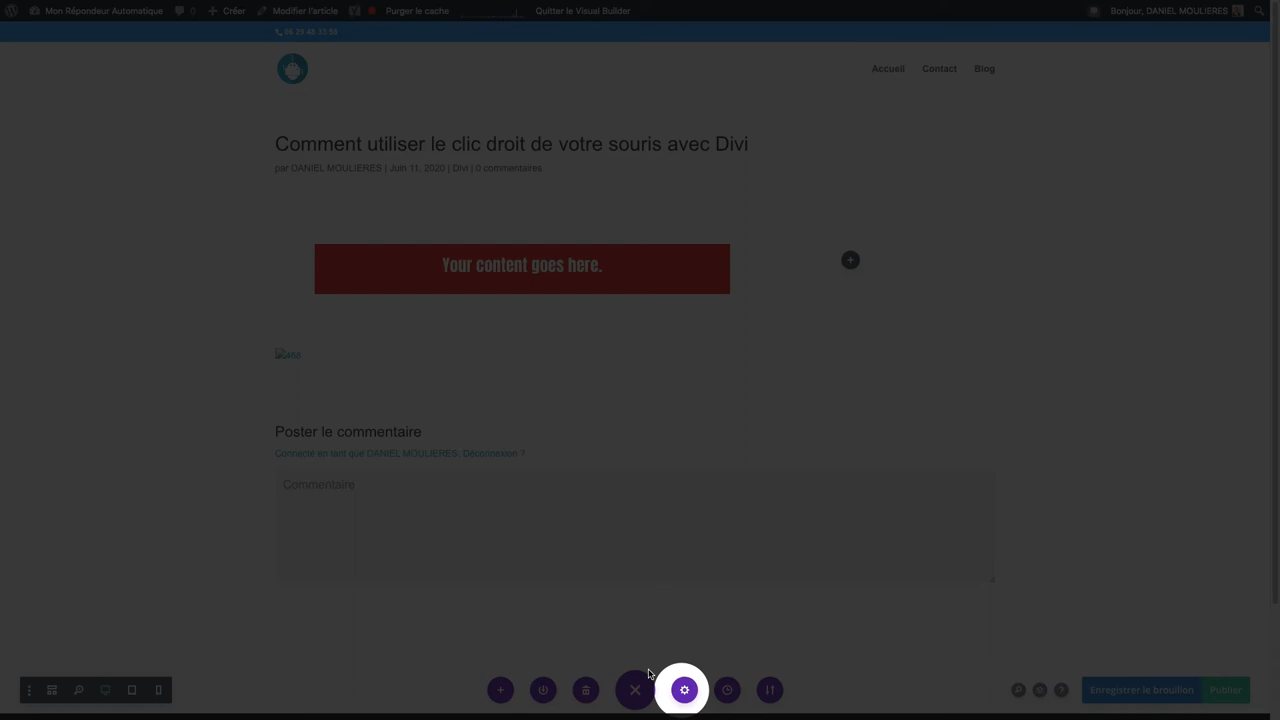 Mon Répondeur Automatique 0 Créer Modifier l'article Purger le cache Quitter le Visual Builder Bonjour, DANIEL MOULIERES
Accueil Contact Blog
Comment utiliser le clic droit de votre souris avec Divi
par DANIEL MOULIERES | Juin 11, 2020 | Divi | 0 commentaires
Your content goes here.
468
Poster le commentaire
Connecté en tant que DANIEL MOULIERES. Déconnexion ?
Commentaire
Enregistrer le brouillon Publier